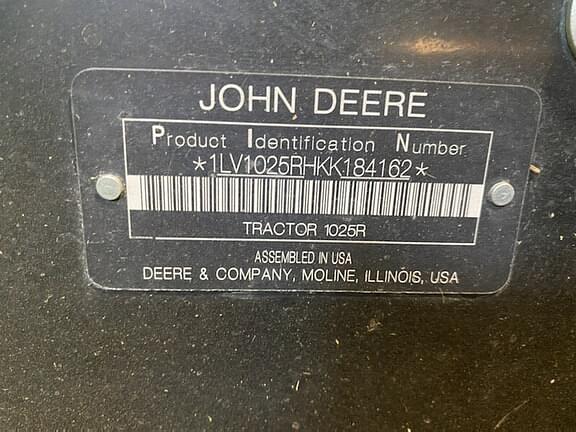 JOHN DEERE
Product Identification Number
*1LV1025RHKK184162*
TRACTOR 1025R
ASSEMBLED IN USA
DEERE & COMPANY, MOLINE, ILLINOIS, USA